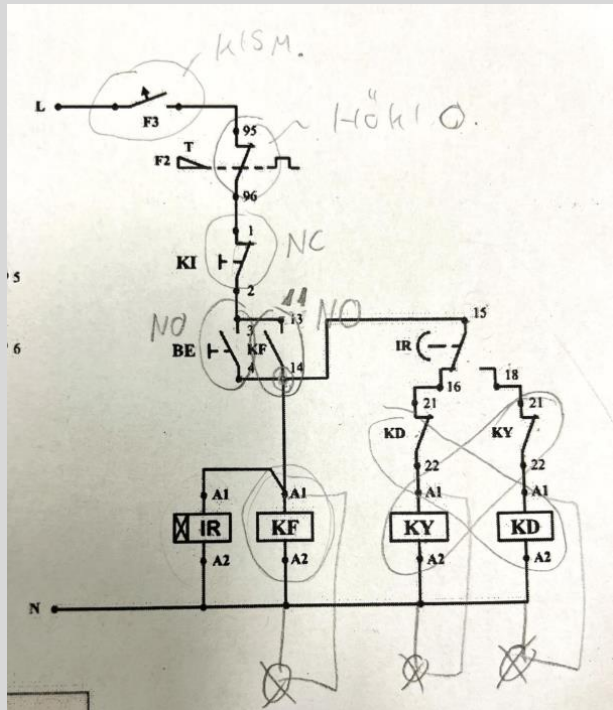 KISM.
L
F3
95
HŐKIO.
T
F2
96
1
KI
NC
2
5
6
NO
3
13
NO
BE
KF
4
14
15
IR
16
18
21
21
KD
KY
22
22
A1
A1
A1
A1
IR
KF
KY
KD
A2
A2
A2
A2
N